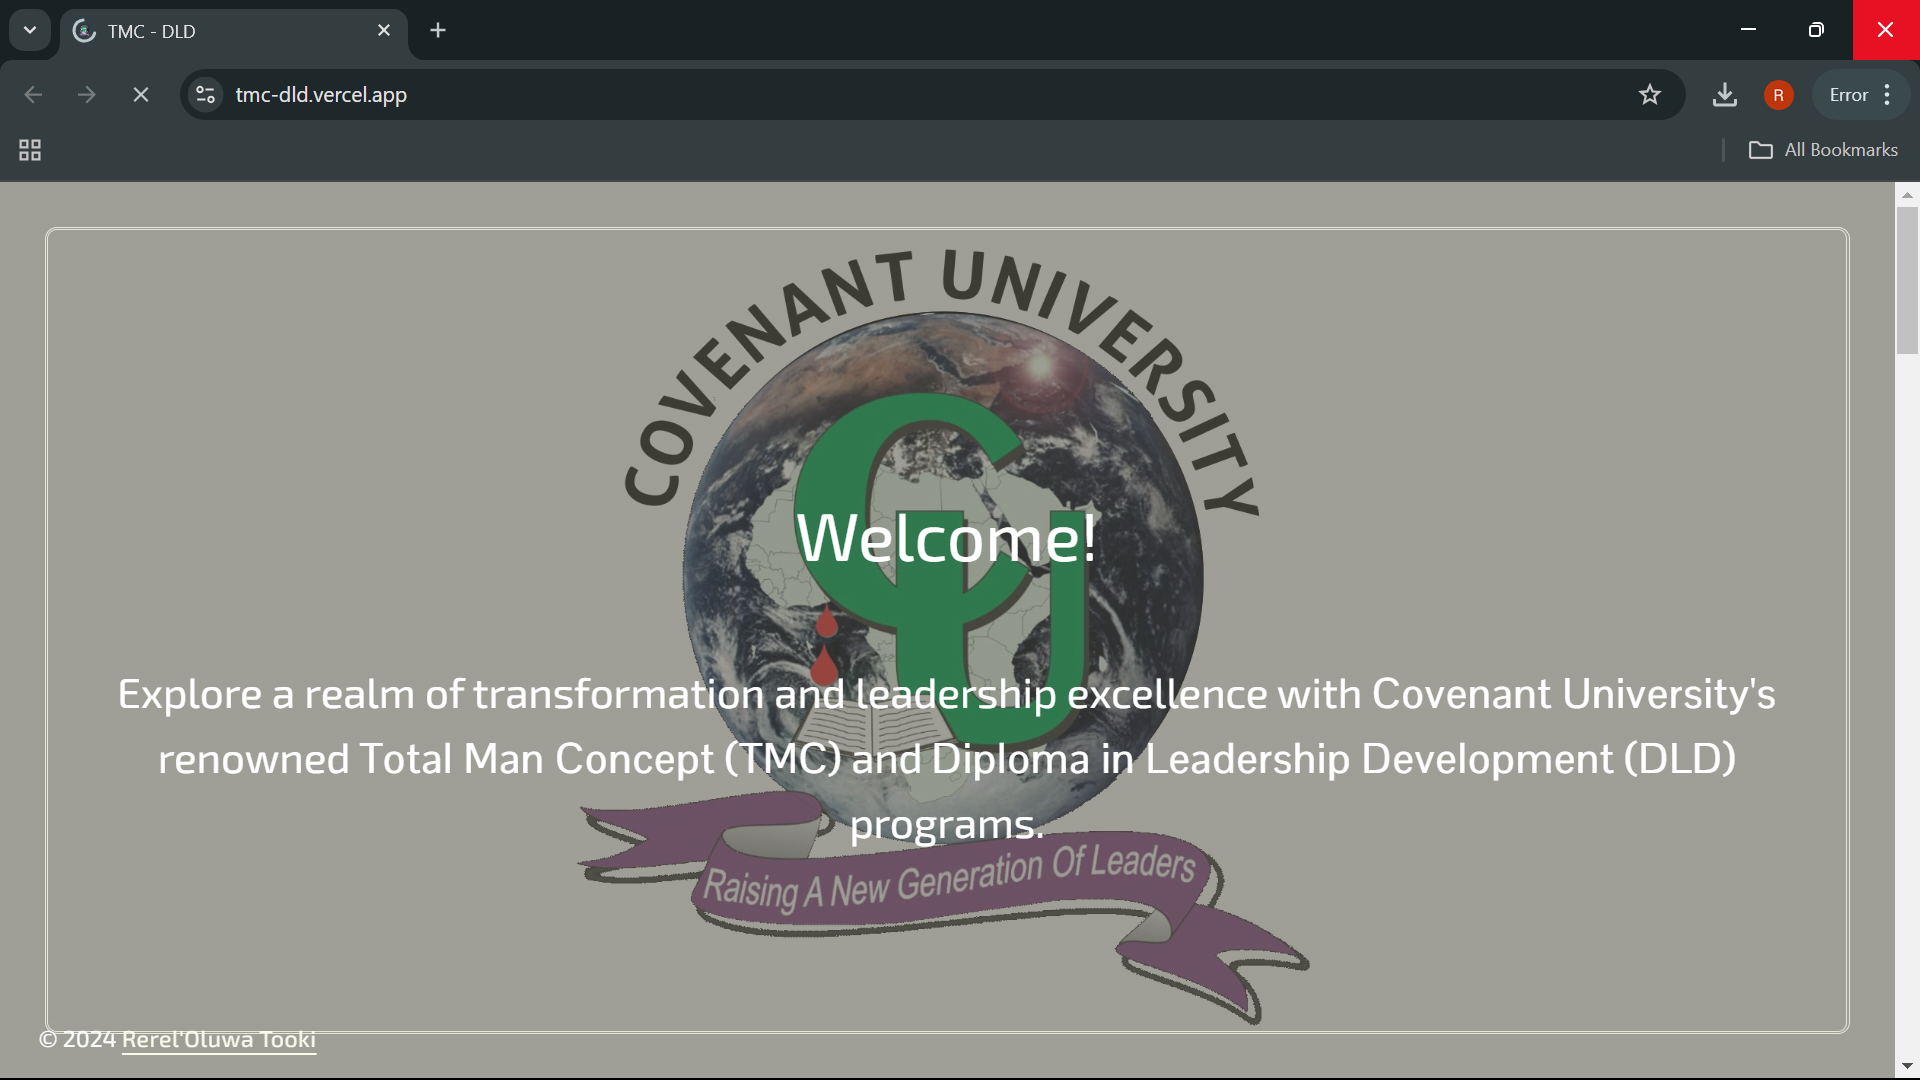 TMC - DLD
tmc-dld.vercel.app
R
Error
All Bookmarks
COVENANT UNIVERSITY
CU
Welcome!
Explore a realm of transformation and leadership excellence with Covenant University's
renowned Total Man Concept (TMC) and Diploma in Leadership Development (DLD)
programs.
Raising A New Generation Of Leaders
© 2024 Rerel'Oluwa Tooki